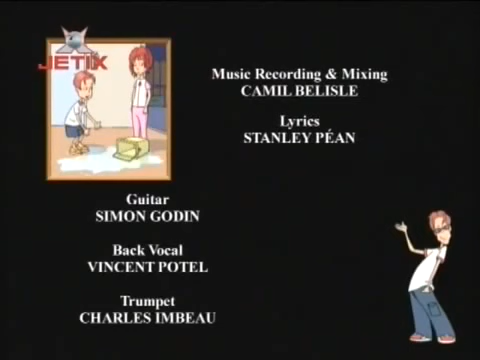 JETIX
Music Recording & Mixing
CAMIL BELISLE
Lyrics
STANLEY PÉAN
Guitar
SIMON GODIN
Back Vocal
VINCENT POTEL
Trumpet
CHARLES IMBEAU